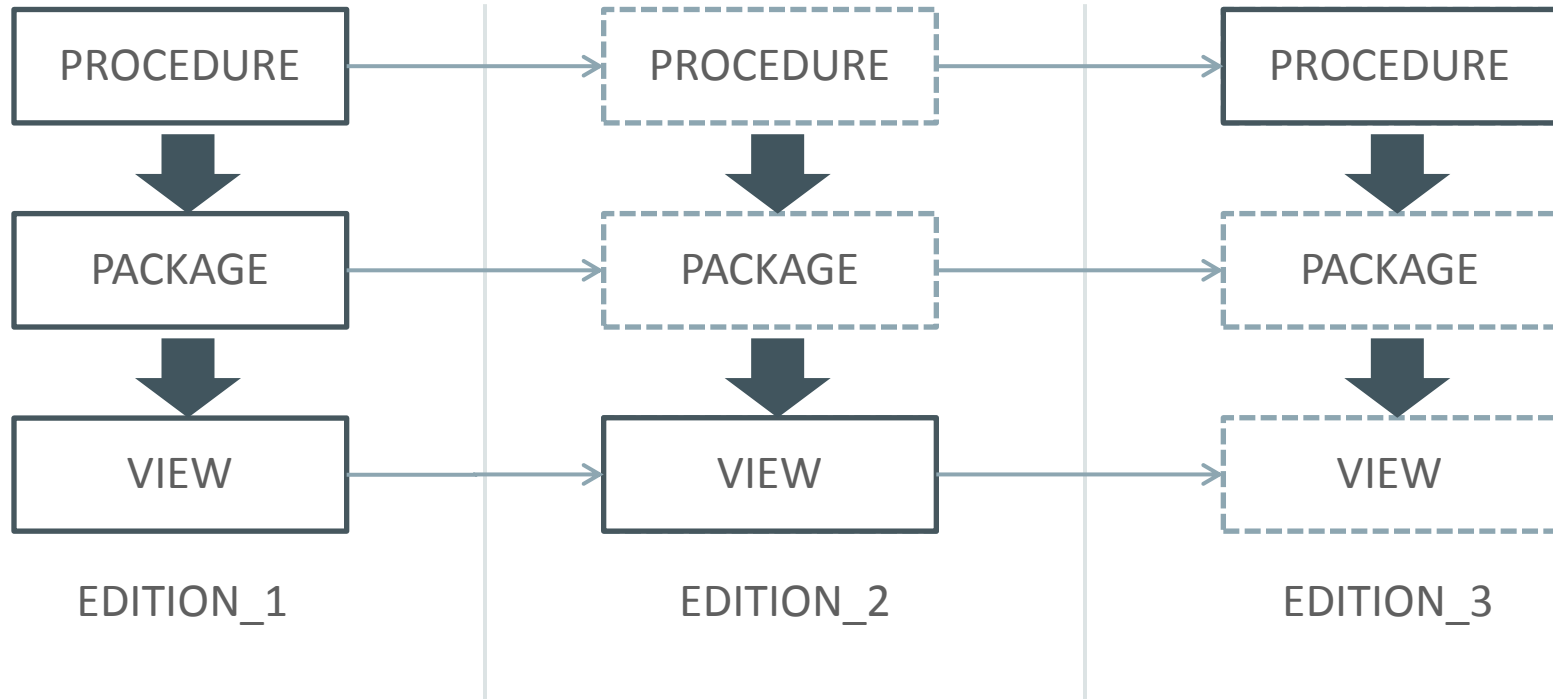 PROCEDURE
PROCEDURE
PROCEDURE
PACKAGE
PACKAGE
PACKAGE
VIEW
VIEW
VIEW
EDITION_1
EDITION_2
EDITION_3